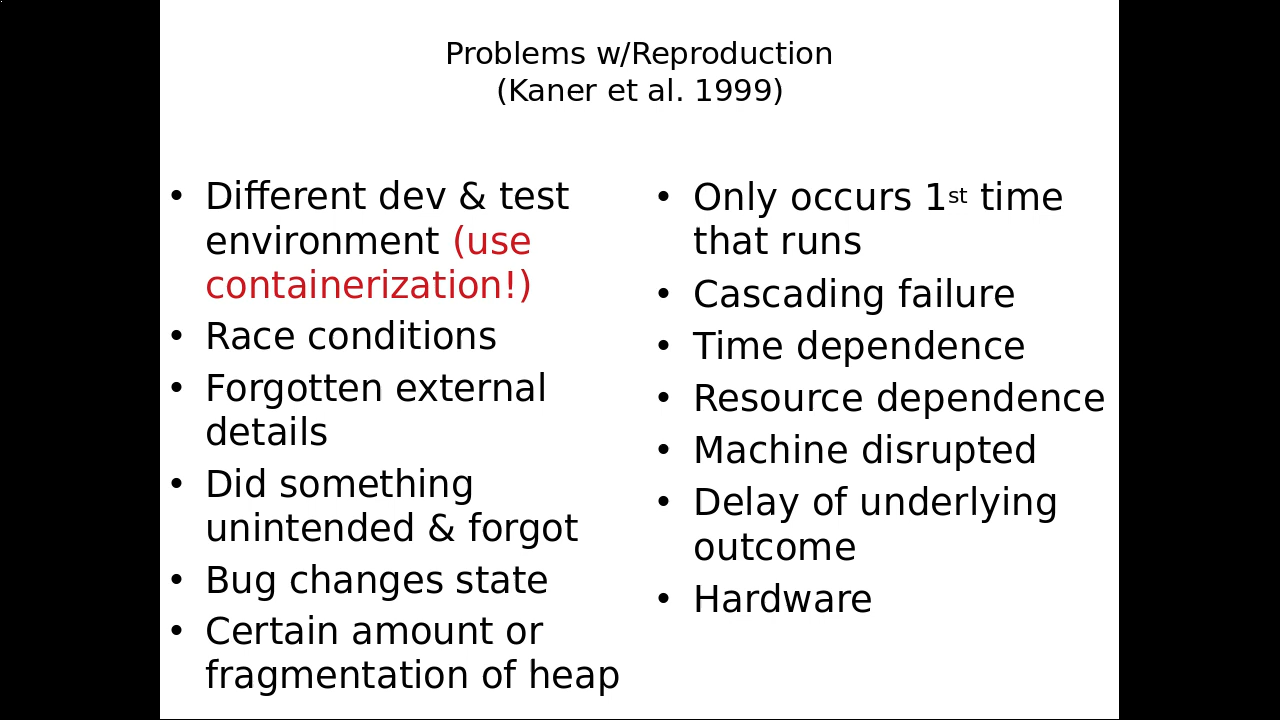 Problems w/Reproduction
(Kaner et al. 1999)
• Different dev & test
environment (use
containerization!)
• Race conditions
• Forgotten external
details
• Did something
unintended & forgot
• Bug changes state
• Certain amount or
fragmentation of heap
• Only occurs 1st time
that runs
• Cascading failure
• Time dependence
• Resource dependence
• Machine disrupted
• Delay of underlying
outcome
• Hardware